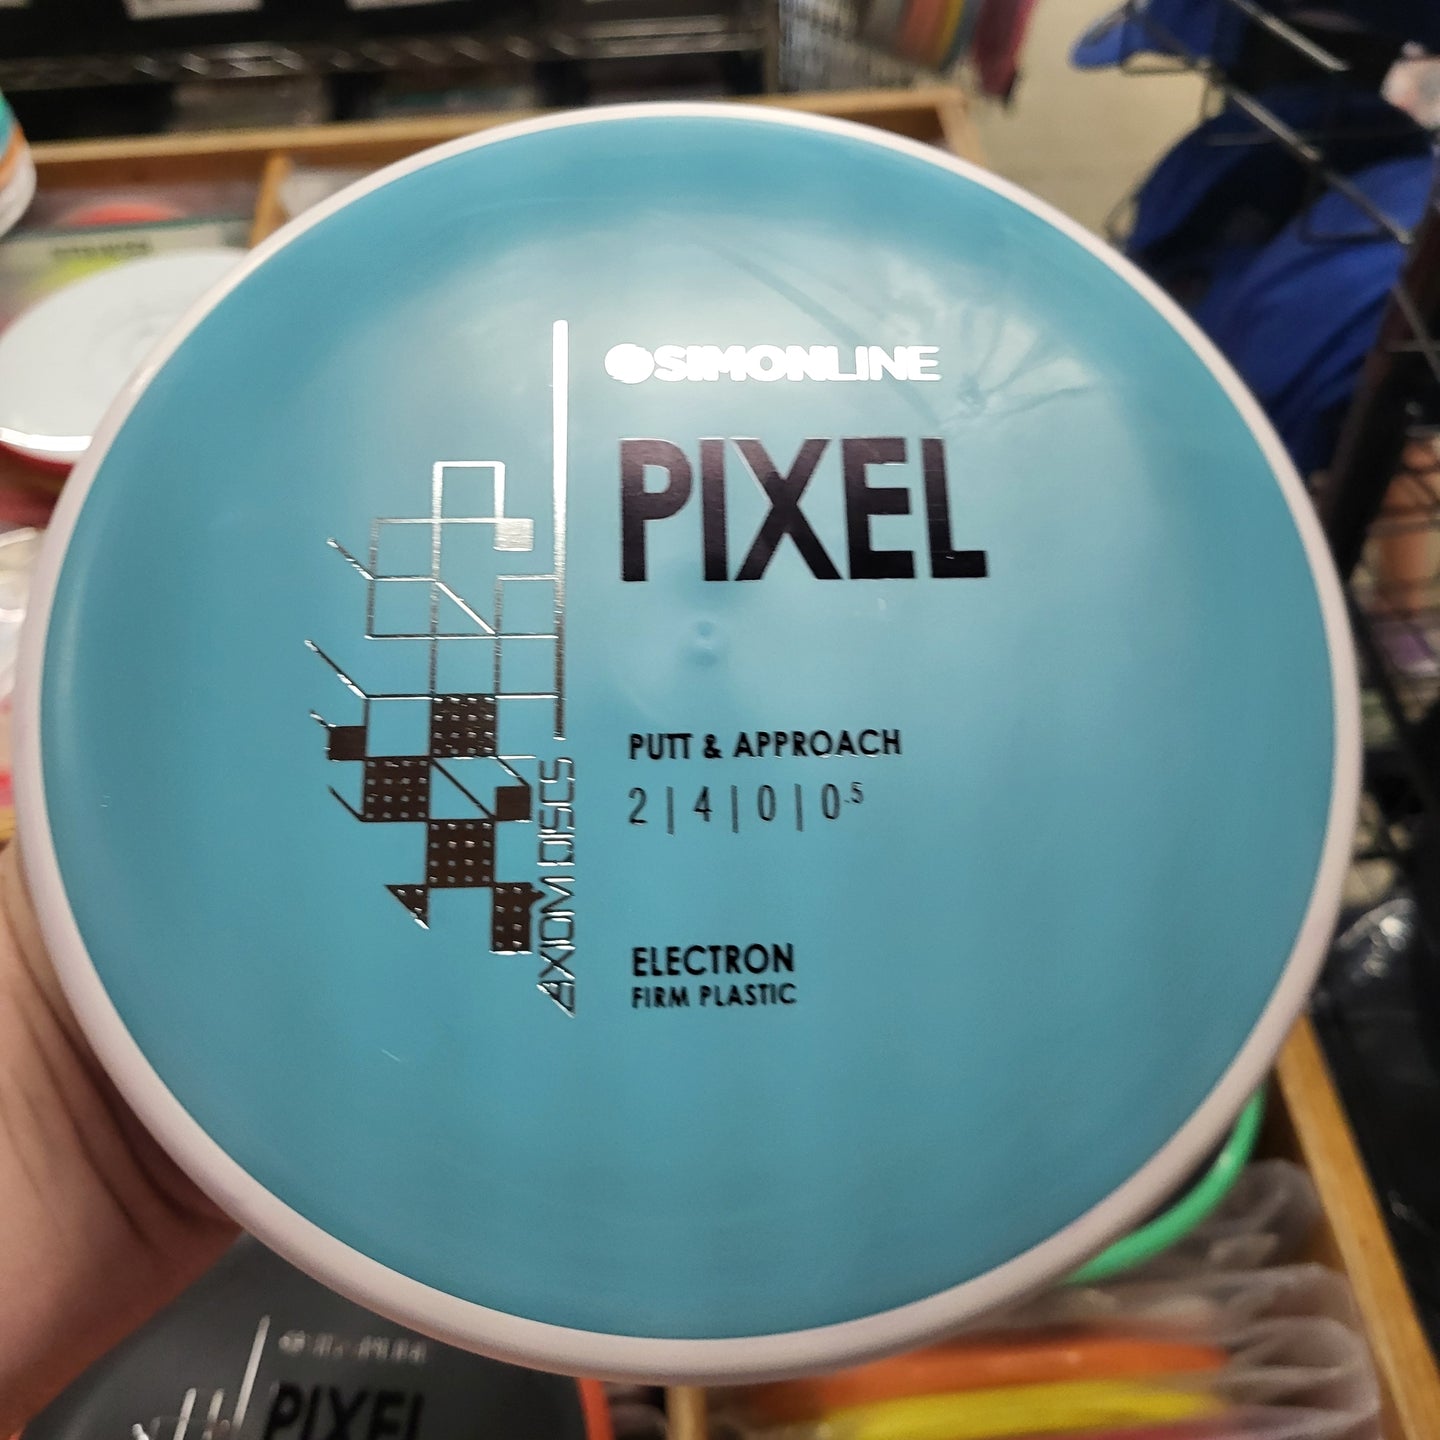 SIMONLINE
PIXEL
PUTT & APPROACH
2 | 4 | 0 | 0.5
ELECTRON
FIRM PLASTIC
AXIOM DISCS
PIXEL